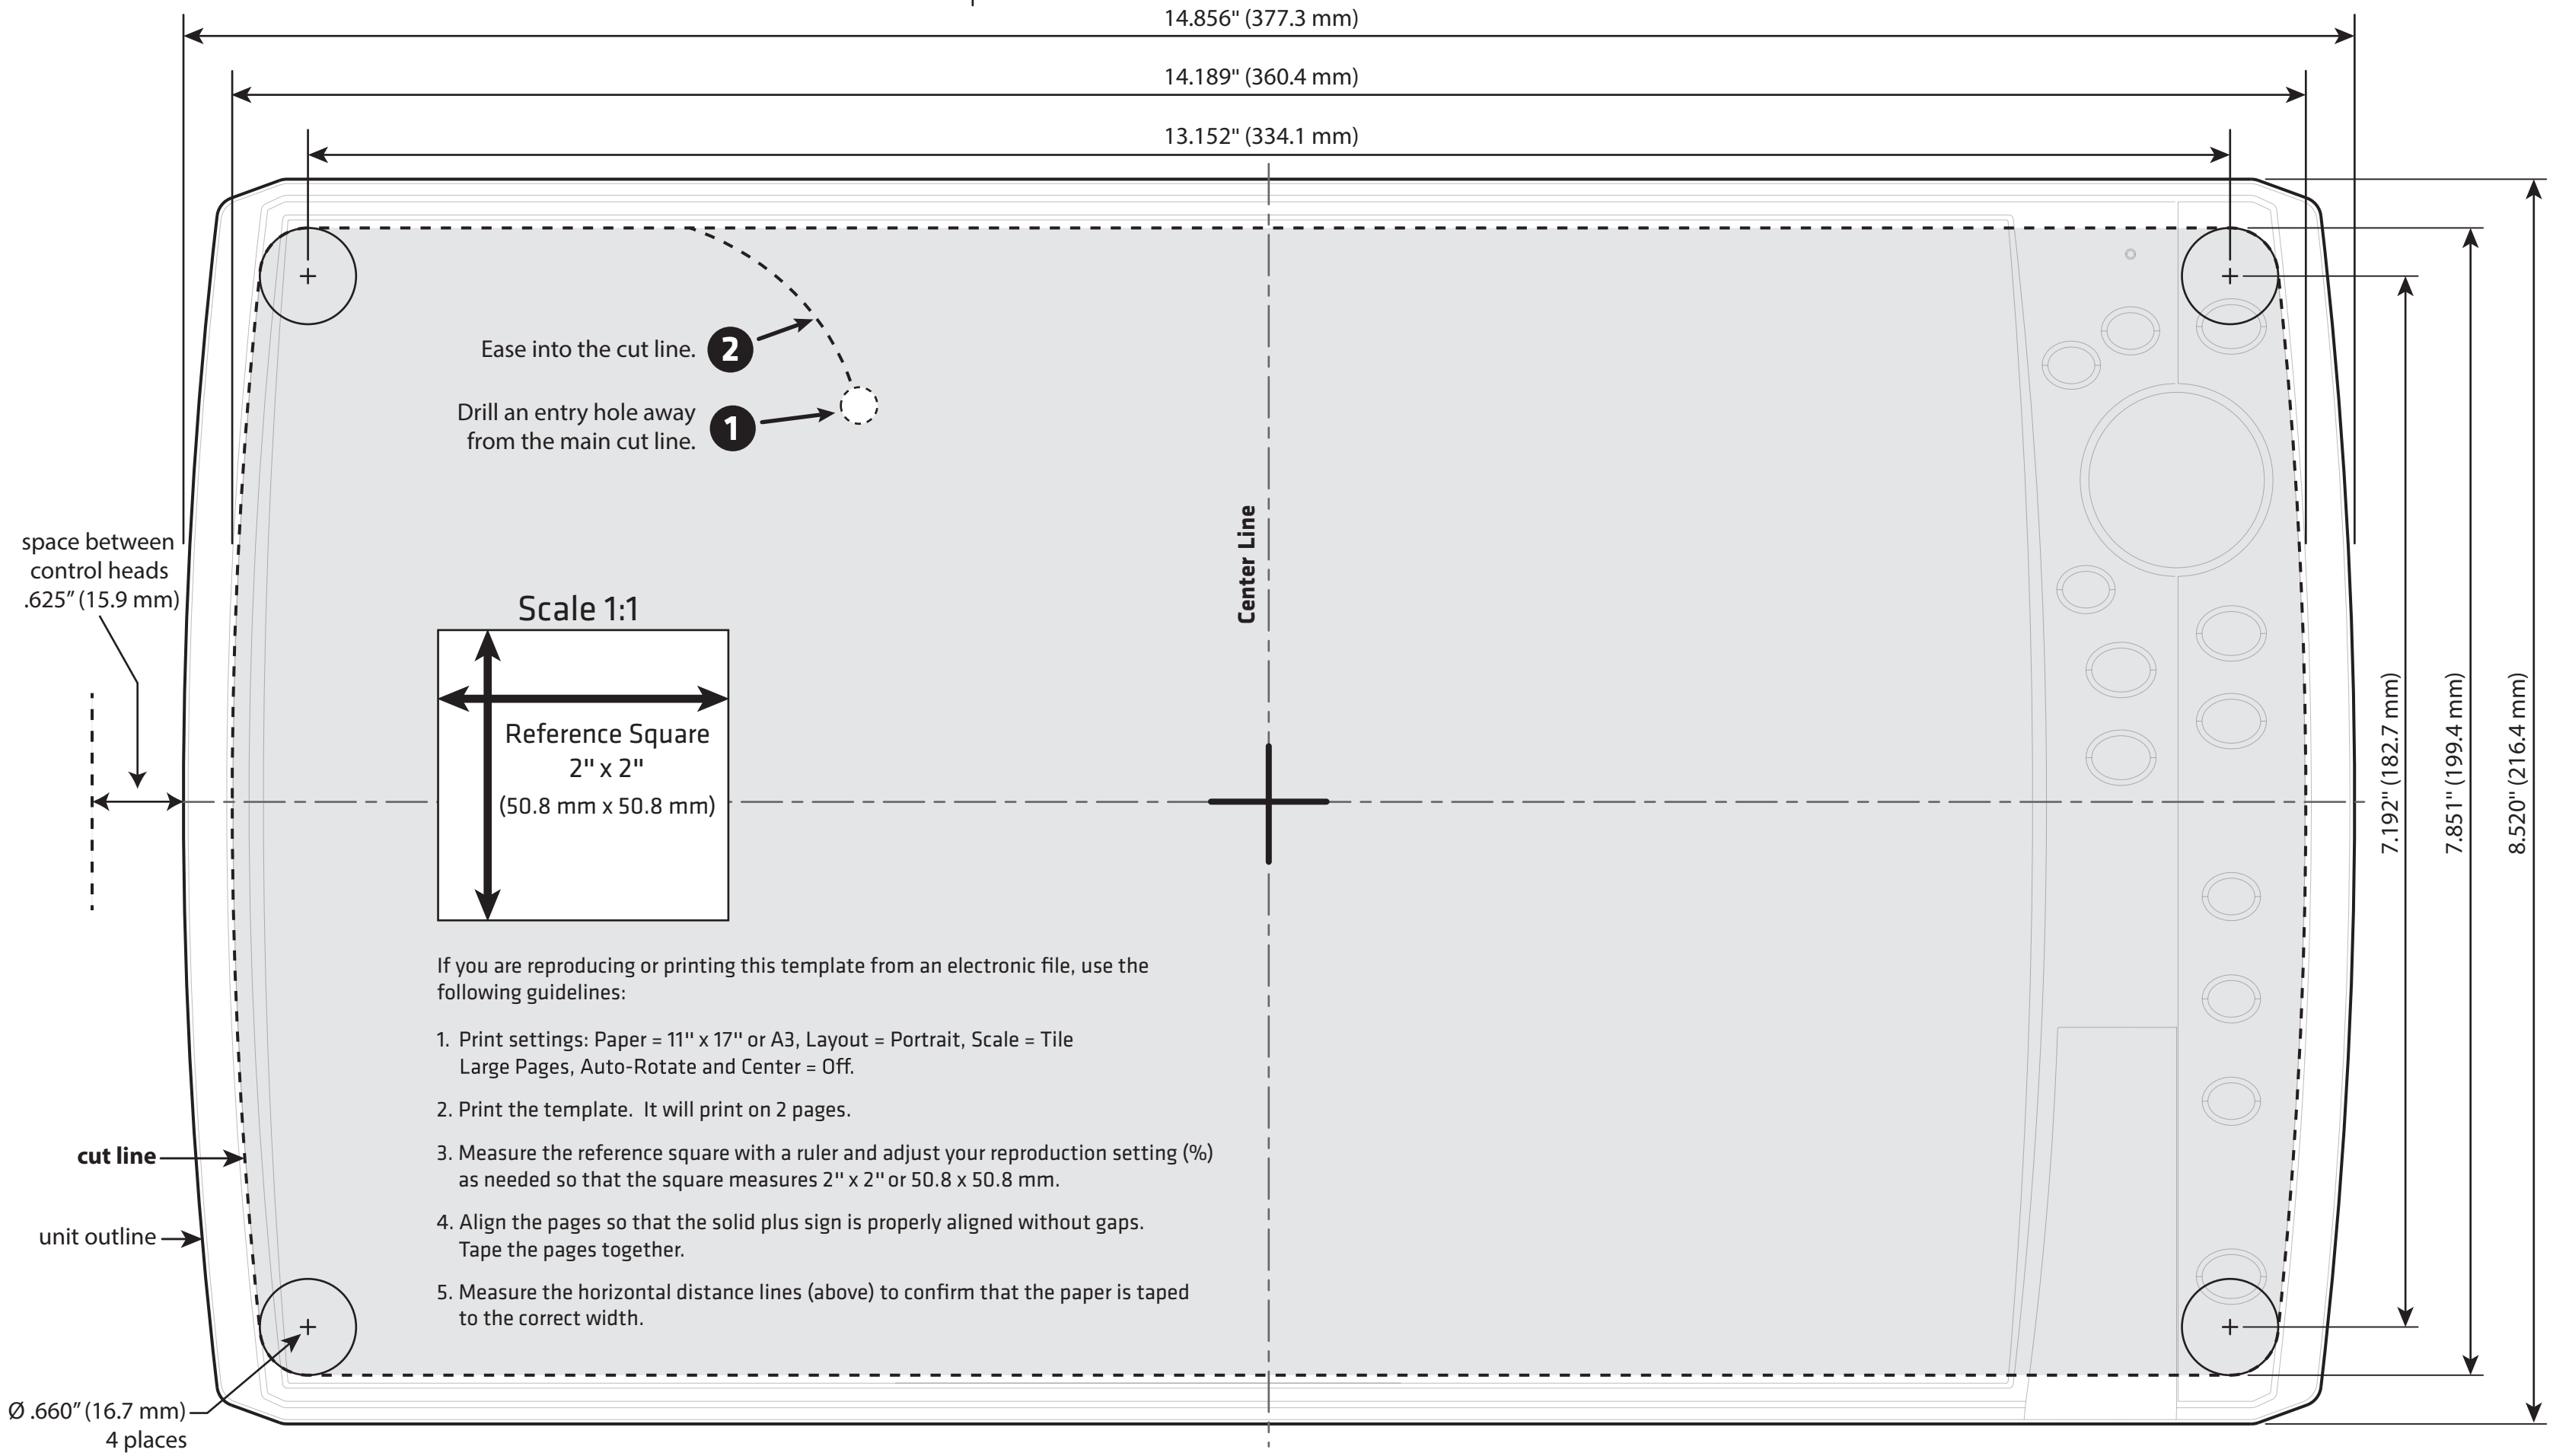 14.856" (377.3 mm)
14.189" (360.4 mm)
13.152" (334.1 mm)
Ease into the cut line.
2
Drill an entry hole away
from the main cut line.
1
Center Line
space between
control heads
.625″ (15.9 mm)
Scale 1:1
Reference Square
2" x 2"
(50.8 mm x 50.8 mm)
7.192" (182.7 mm)
7.851" (199.4 mm)
8.520" (216.4 mm)
If you are reproducing or printing this template from an electronic file, use the
following guidelines:
1. Print settings: Paper = 11" x 17" or A3, Layout = Portrait, Scale = Tile
Large Pages, Auto-Rotate and Center = Off.
2. Print the template. It will print on 2 pages.
3. Measure the reference square with a ruler and adjust your reproduction setting (%)
as needed so that the square measures 2" x 2" or 50.8 x 50.8 mm.
4. Align the pages so that the solid plus sign is properly aligned without gaps.
Tape the pages together.
5. Measure the horizontal distance lines (above) to confirm that the paper is taped
to the correct width.
cut line
unit outline
Ø .660″ (16.7 mm)
4 places